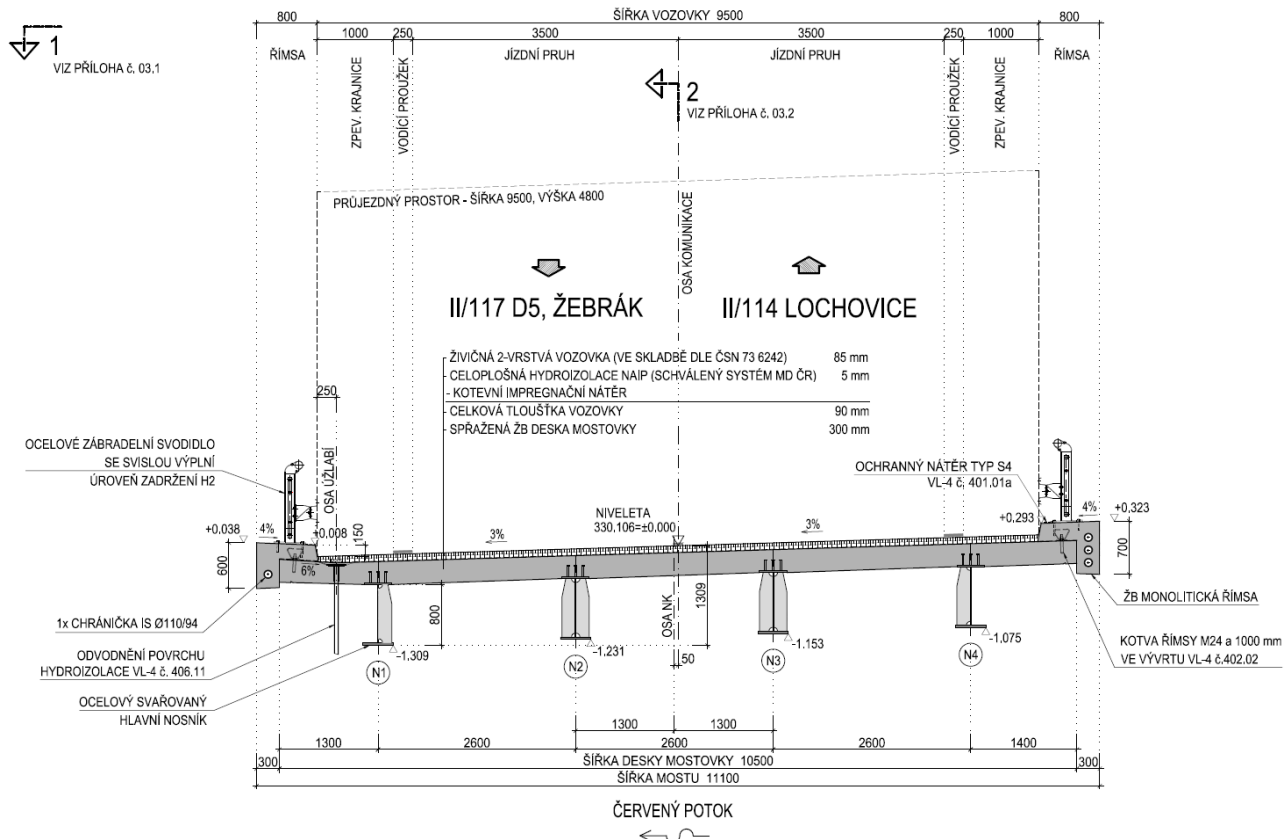 800
ŠÍŘKA VOZOVKY 9500
800
1000
250
3500
3500
250
1000
1
VIZ PŘÍLOHA č. 03.1
ŘÍMSA
ZPEV. KRAJNICE
VODÍCÍ PROUŽEK
JÍZDNÍ PRUH
JÍZDNÍ PRUH
VODÍCÍ PROUŽEK
ZPEV. KRAJNICE
ŘÍMSA
2
VIZ PŘÍLOHA č. 03.2
PRŮJEZDNÝ PROSTOR - ŠÍŘKA 9500, VÝŠKA 4800
OSA KOMUNIKACE
II/117 D5, ŽEBRÁK
II/114 LOCHOVICE
ŽIVIČNÁ 2-VRSTVÁ VOZOVKA (VE SKLADBĚ DLE ČSN 73 6242) 85 mm
CELOPLOŠNÁ HYDROIZOLACE NAIP (SCHVÁLENÝ SYSTÉM MD ČR) 5 mm
- KOTEVNÍ IMPREGNAČNÍ NÁTĚR
CELKOVÁ TLOUŠŤKA VOZOVKY 90 mm
SPŘAŽENÁ ŽB DESKA MOSTOVKY 300 mm
250
OSA ÚŽLABÍ
OCELOVÉ ZÁBRADELNÍ SVODIDLO
SE SVISLOU VÝPLNÍ
ÚROVEŇ ZADRŽENÍ H2
OCHRANNÝ NÁTĚR TYP S4
VL-4 č. 401.01a
NIVELETA
330.106=±0.000
+0.038
4%
+0.008
150
3%
3%
+0.293
4%
+0.323
600
6%
700
800
1309
OSA NK
50
1x CHRÁNIČKA IS Ø110/94
ODVODNĚNÍ POVRCHU
HYDROIZOLACE VL-4 č. 406.11
OCELOVÝ SVAŘOVANÝ
HLAVNÍ NOSNÍK
ŽB MONOLITICKÁ ŘÍMSA
KOTVA ŘÍMSY M24 a 1000 mm
VE VÝVRTU VL-4 č.402.02
-1.309
-1.231
-1.153
-1.075
N1
N2
N3
N4
1300
1300
1300
2600
2600
2600
1400
300
ŠÍŘKA DESKY MOSTOVKY 10500
300
ŠÍŘKA MOSTU 11100
ČERVENÝ POTOK